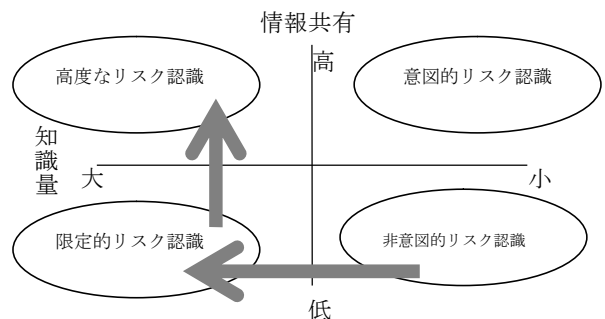 情報共有
高
高度なリスク認識
意図的リスク認識
知識量
大
小
限定的リスク認識
非意図的リスク認識
低